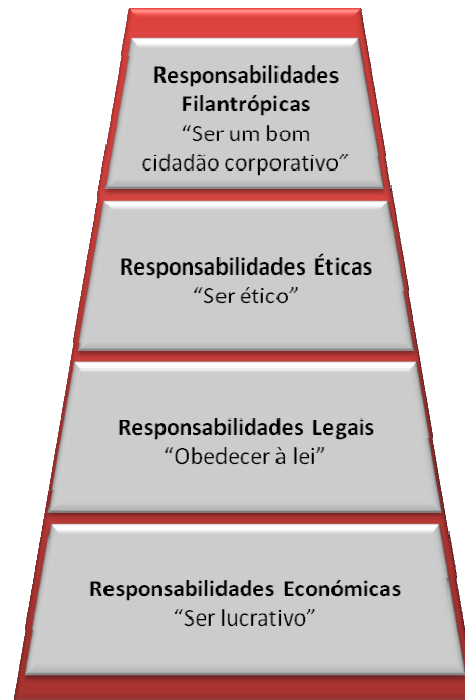 Responsabilidades
Filantrópicas
“Ser um bom
cidadão corporativo”
Responsabilidades Éticas
“Ser ético”
Responsabilidades Legais
“Obedecer à lei”
Responsabilidades Económicas
“Ser lucrativo”